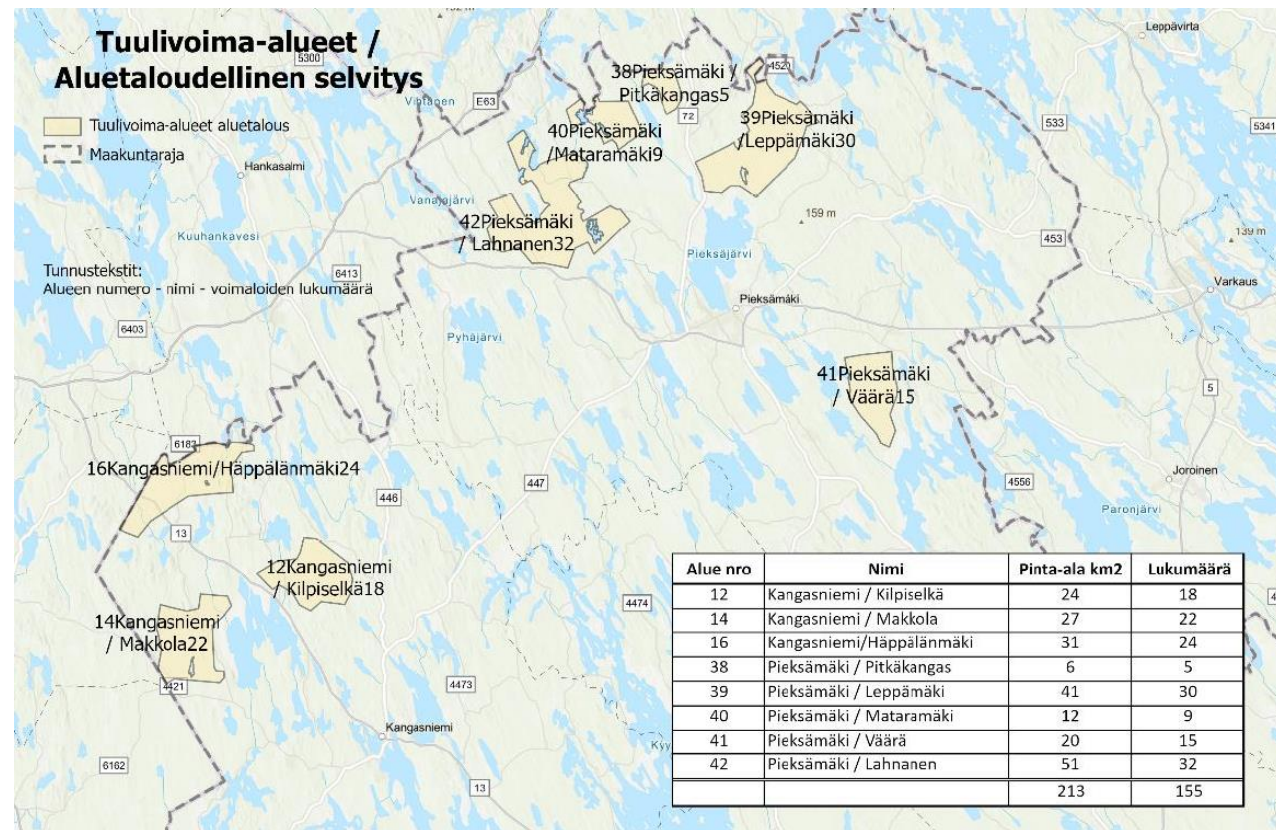 Tuulivoima-alueet /
Aluetaloudellinen selvitys
Tuulivoima-alueet aluetalous
Maakuntaraja
Tunnustekstit:
Alueen numero - nimi - voimaloiden lukumäärä
5300
E63
Hankasalmi
Vanajajärvi
Kuuhankavesi
6413
6403
Pyhäjärvi
38Pieksämäki /
Pitkäkangas5
4520
72
39Pieksämäki
/Leppämäki30
40Pieksämäki
/Mataramäki9
42Pieksämäki
/ Lahnanen32
Leppävirta
533
5341
159 m
453
139 m
Pieksäjärvi
Pieksämäki
Varkaus
5
41Pieksämäki
/ Väärä15
Joroinen
4556
Paronjärvi
6183
16Kangasniemi/Häppälänmäki24
446
447
13
12Kangasniemi
/ Kilpiselkä18
14Kangasniemi
/ Makkola22
4421
4474
4473
Kangasniemi
6162
13
Alue nro Nimi Pinta-ala km2 Lukumäärä
12 Kangasniemi / Kilpiselkä 24 18
14 Kangasniemi / Makkola 27 22
16 Kangasniemi/Häppälänmäki 31 24
38 Pieksämäki / Pitkäkangas 6 5
39 Pieksämäki / Leppämäki 41 30
40 Pieksämäki / Mataramäki 12 9
41 Pieksämäki / Väärä 20 15
42 Pieksämäki / Lahnanen 51 32
213 155